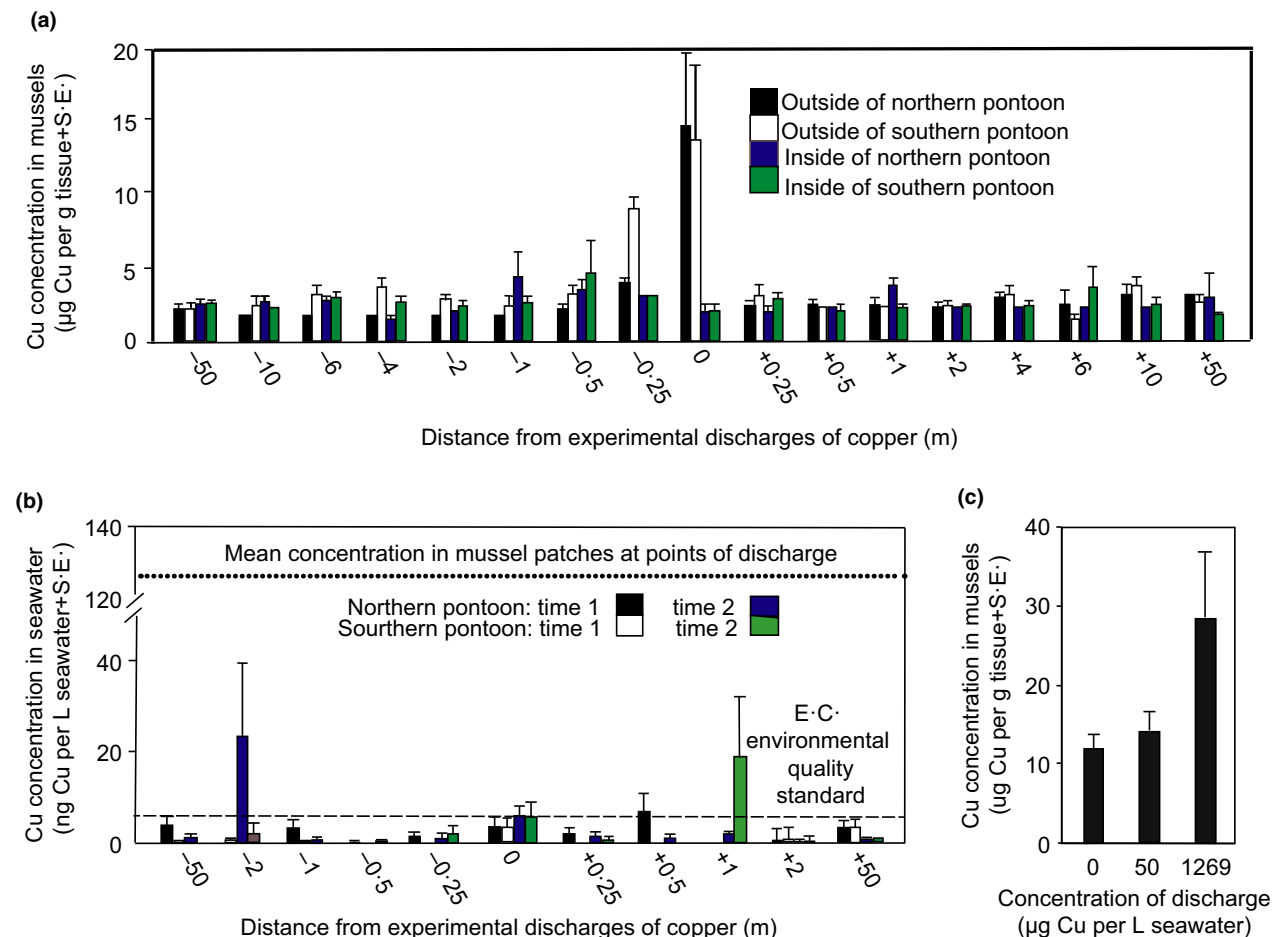 (a)
Cu conecntration in mussels
(µg Cu per g tissue+S·E·)
20
15
10
5
0
Outside of northern pontoon
Outside of southern pontoon
Inside of northern pontoon
Inside of southern pontoon
–50
–10
–6
–4
–2
–1
–0·5
–0·25
0
+0·25
+0·5
+1
+2
+4
+6
+10
+50
Distance from experimental discharges of copper (m)
(b)
Cu concentration in seawater
(ng Cu per L seawater+S·E·)
140
120
40
20
0
Mean concentration in mussel patches at points of discharge
Northern pontoon: time 1 time 2
Sourthern pontoon: time 1 time 2
E·C·
environmental
quality
standard
–50
–2
–1
–0·5
–0·25
0
+0·25
+0·5
+1
+2
+50
Distance from experimental discharges of copper (m)
(c)
Cu concentration in mussels
(ug Cu per g tissue+S·E·)
40
30
20
10
0
0 50 1269
Concentration of discharge
(µg Cu per L seawater)